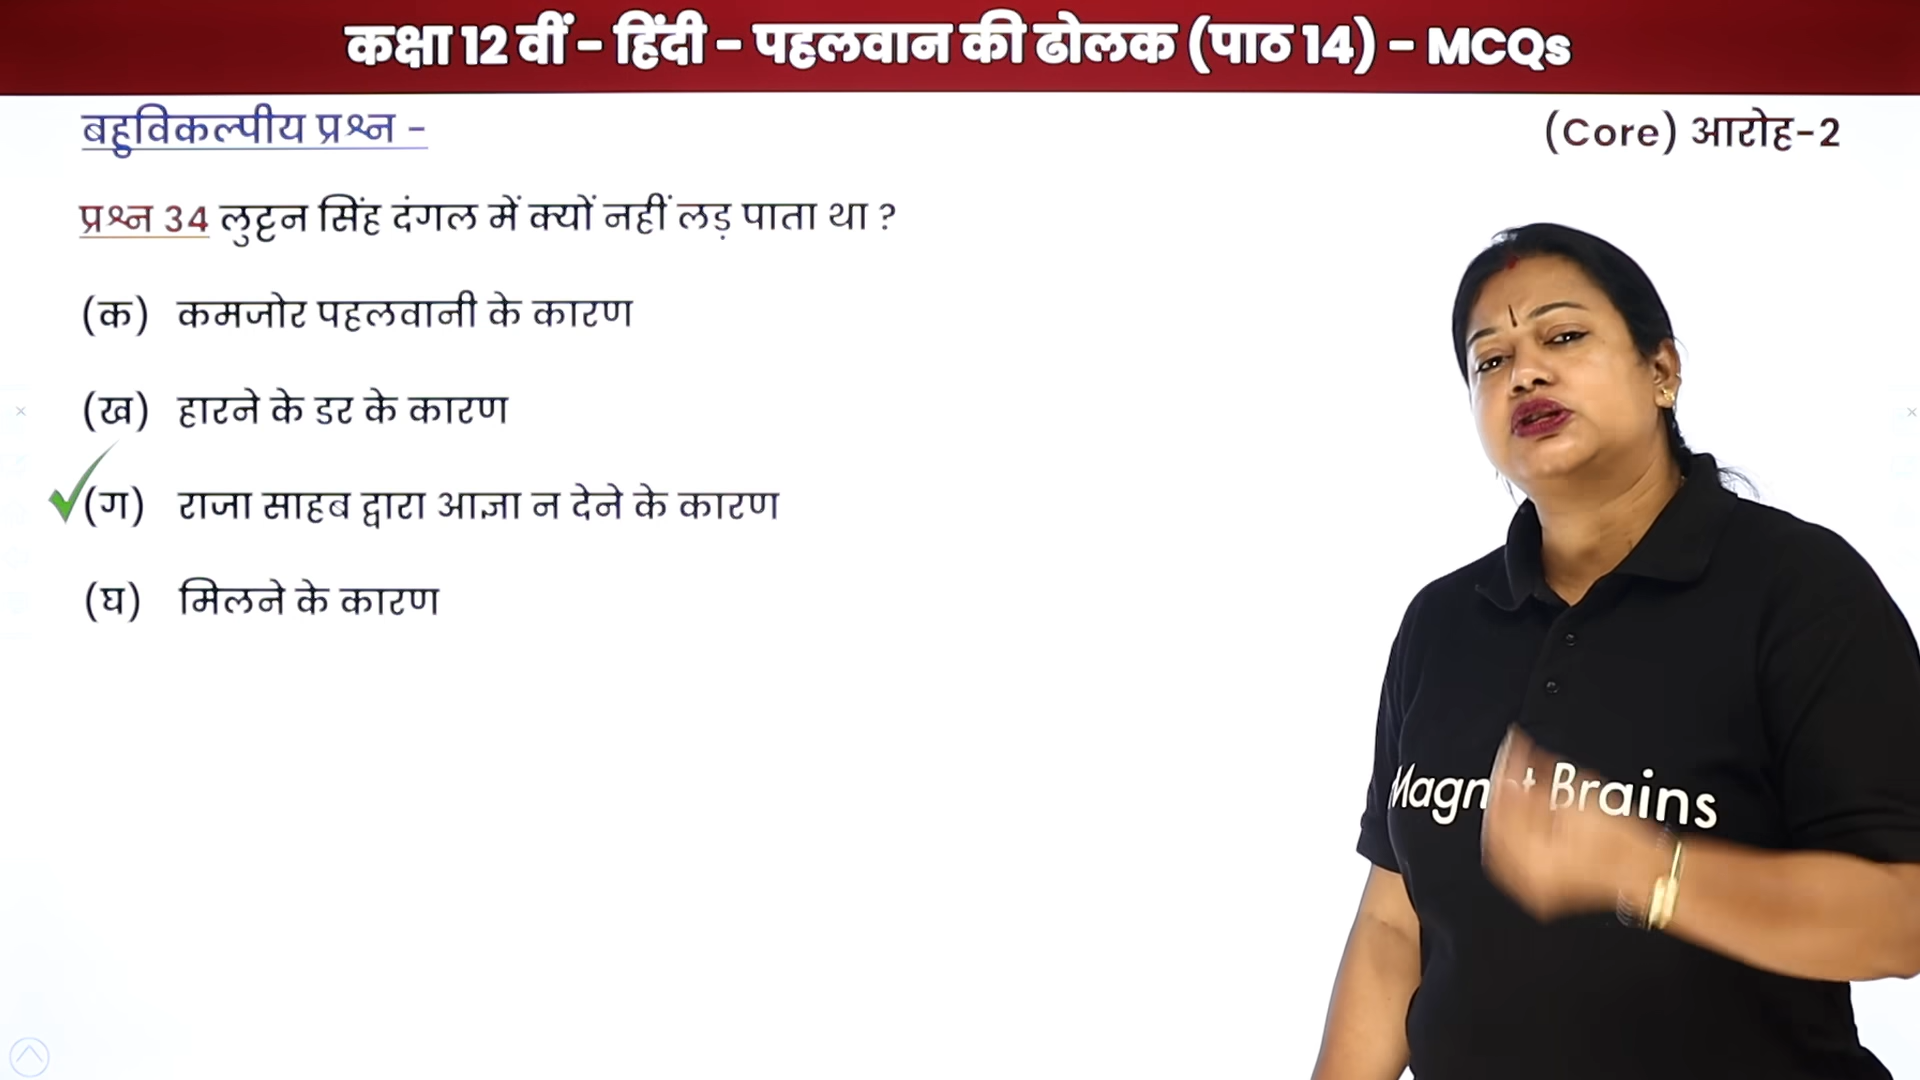 कक्षा 12 वीं - हिंदी - पहलवान की ढोलक (पाठ 14) - MCQs
बहुविकल्पीय प्रश्न -
(Core) आरोह-2
प्रश्न 34 लुट्टन सिंह दंगल में क्यों नहीं लड़ पाता था ?
(क) कमजोर पहलवानी के कारण
(ख) हारने के डर के कारण
(ग) राजा साहब द्वारा आज्ञा न देने के कारण
(घ) मिलने के कारण
Brains